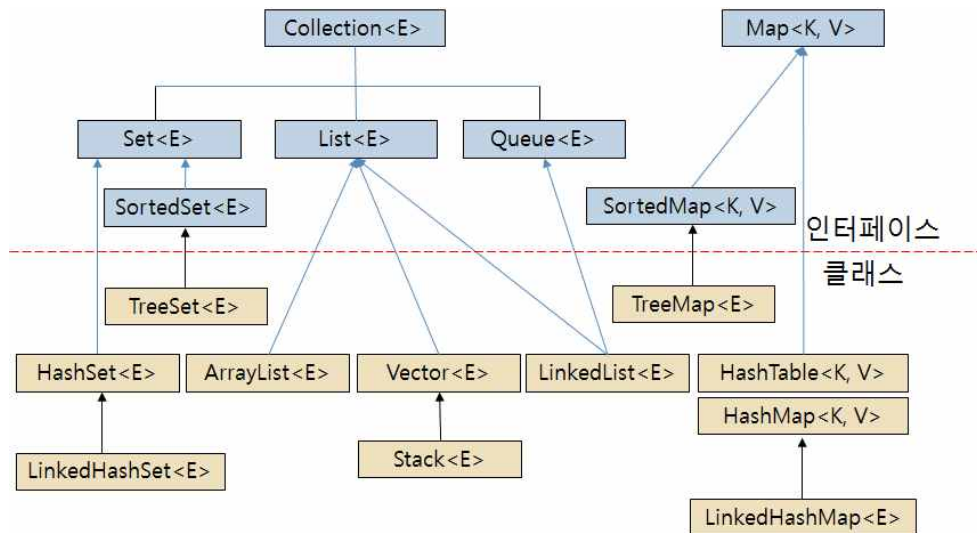 Collection<E>
Map<K, V>
Set<E>
List<E>
Queue<E>
SortedSet<E>
SortedMap<K, V>
인터페이스
클래스
TreeSet<E>
TreeMap<E>
HashSet<E>
ArrayList<E>
Vector<E>
LinkedList<E>
HashTable<K, V>
HashMap<K, V>
LinkedHashSet<E>
Stack<E>
LinkedHashMap<E>